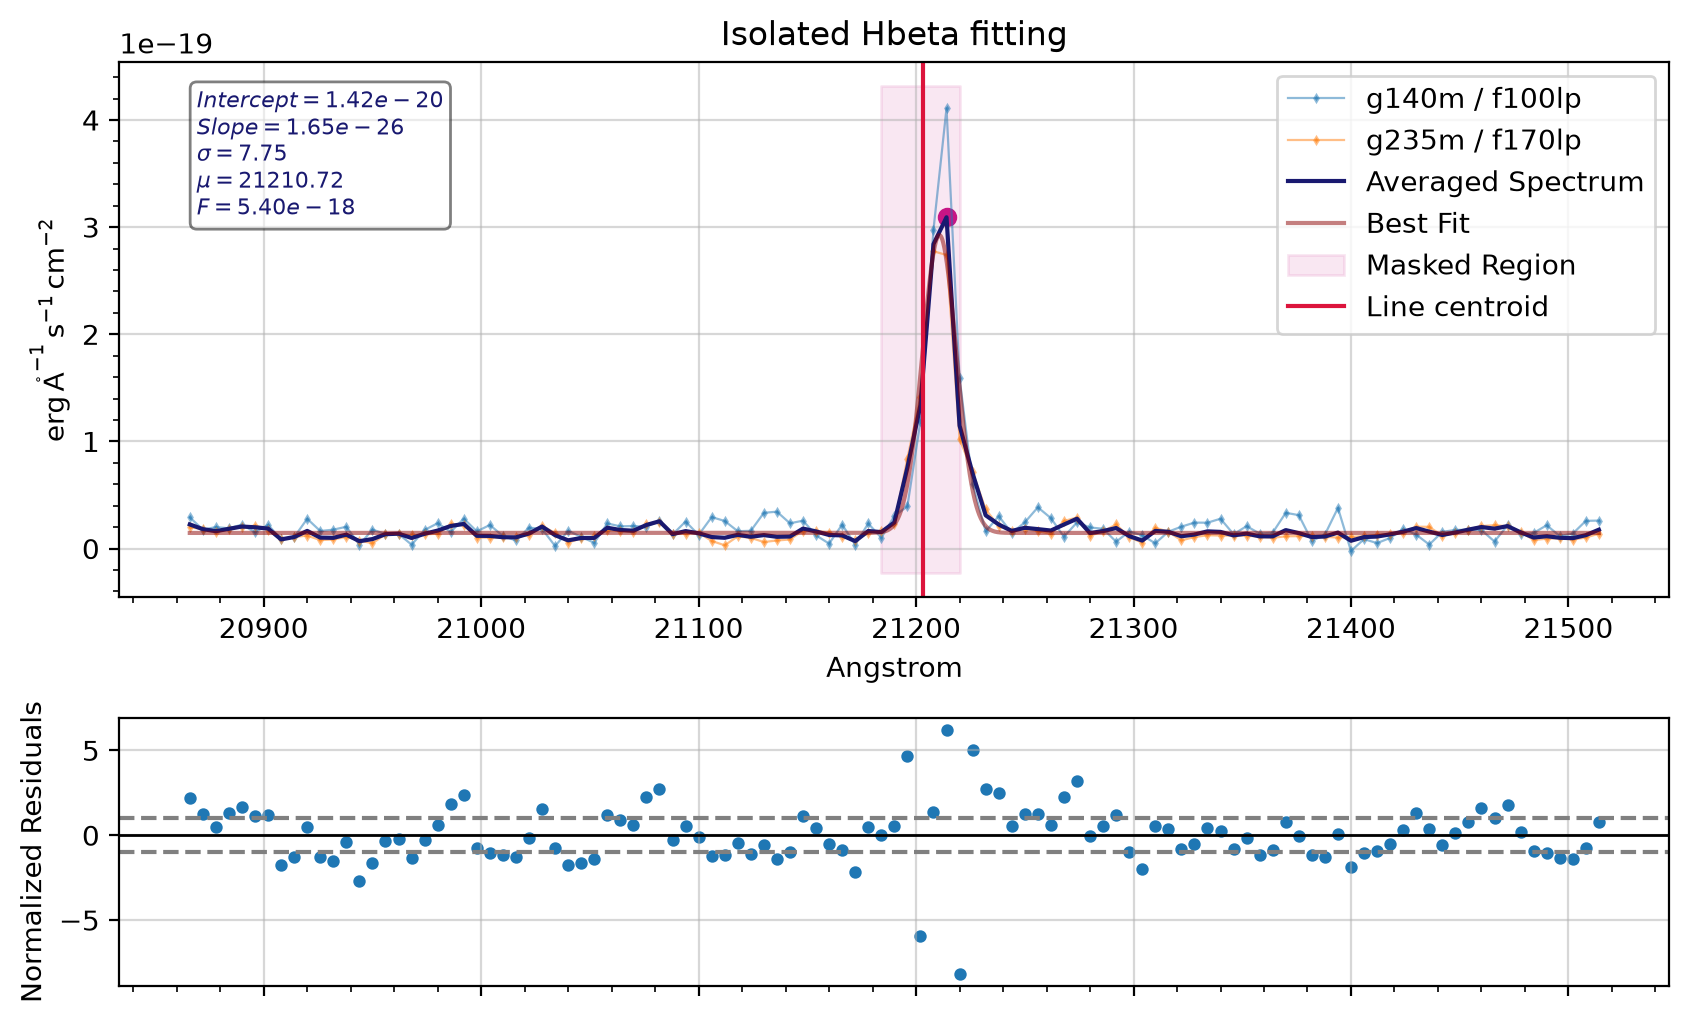 Isolated Hbeta fitting
1e−19
Intercept = 1.42e − 20
Slope = 1.65e − 26
σ = 7.75
μ = 21210.72
F = 5.40e − 18
g140m / f100lp
g235m / f170lp
Averaged Spectrum
Best Fit
Masked Region
Line centroid
erg Å⁻¹ s⁻¹ cm⁻²
4
3
2
1
0
20900 21000 21100 21200 21300 21400 21500
Angstrom
Normalized Residuals
5
0
−5